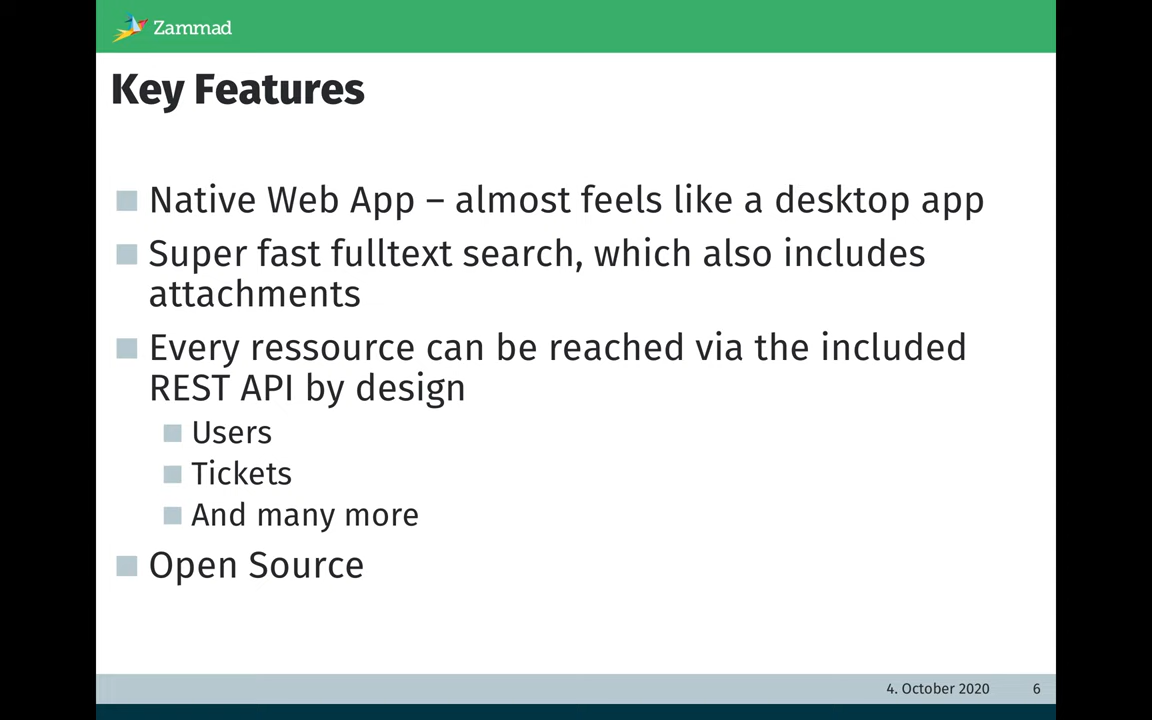 Zammad
Key Features
Native Web App – almost feels like a desktop app
Super fast fulltext search, which also includes
attachments
Every ressource can be reached via the included
REST API by design
Users
Tickets
And many more
Open Source
4. October 2020 6